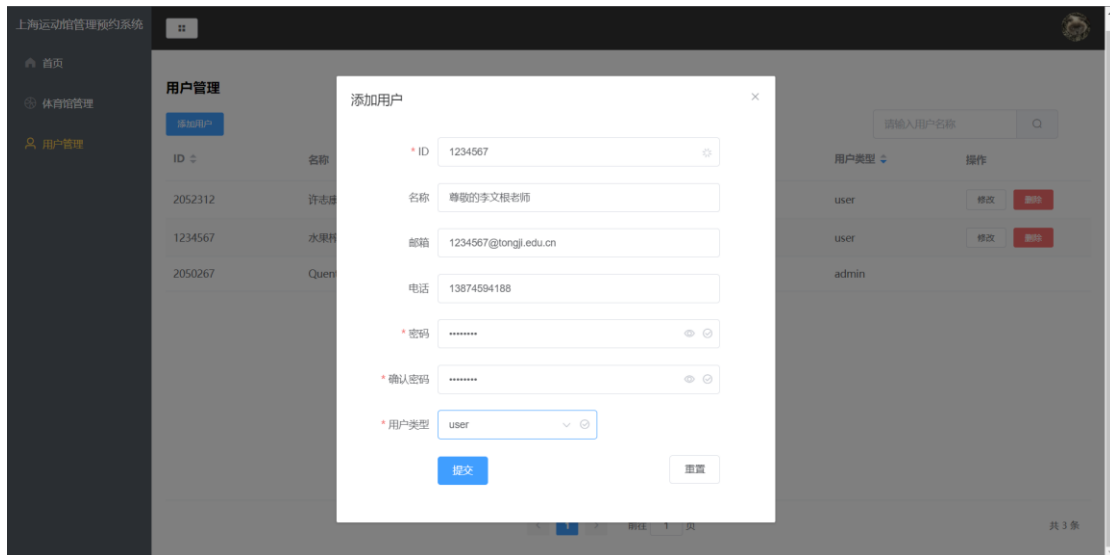 上海运动馆管理预约系统
首页
体育馆管理
用户管理
用户管理
添加用户
请输入用户名称
ID 名称 用户类型 操作
2052312 许志康 user 修改 删除
1234567 水果 user 修改 删除
2050267 Quen admin
添加用户
* ID 1234567
名称 尊敬的李文根老师
邮箱 1234567@tongji.edu.cn
电话 13874594188
* 密码 ••••••••
* 确认密码 ••••••••
* 用户类型 user
提交 重置
1 前往 1 页 共 3 条